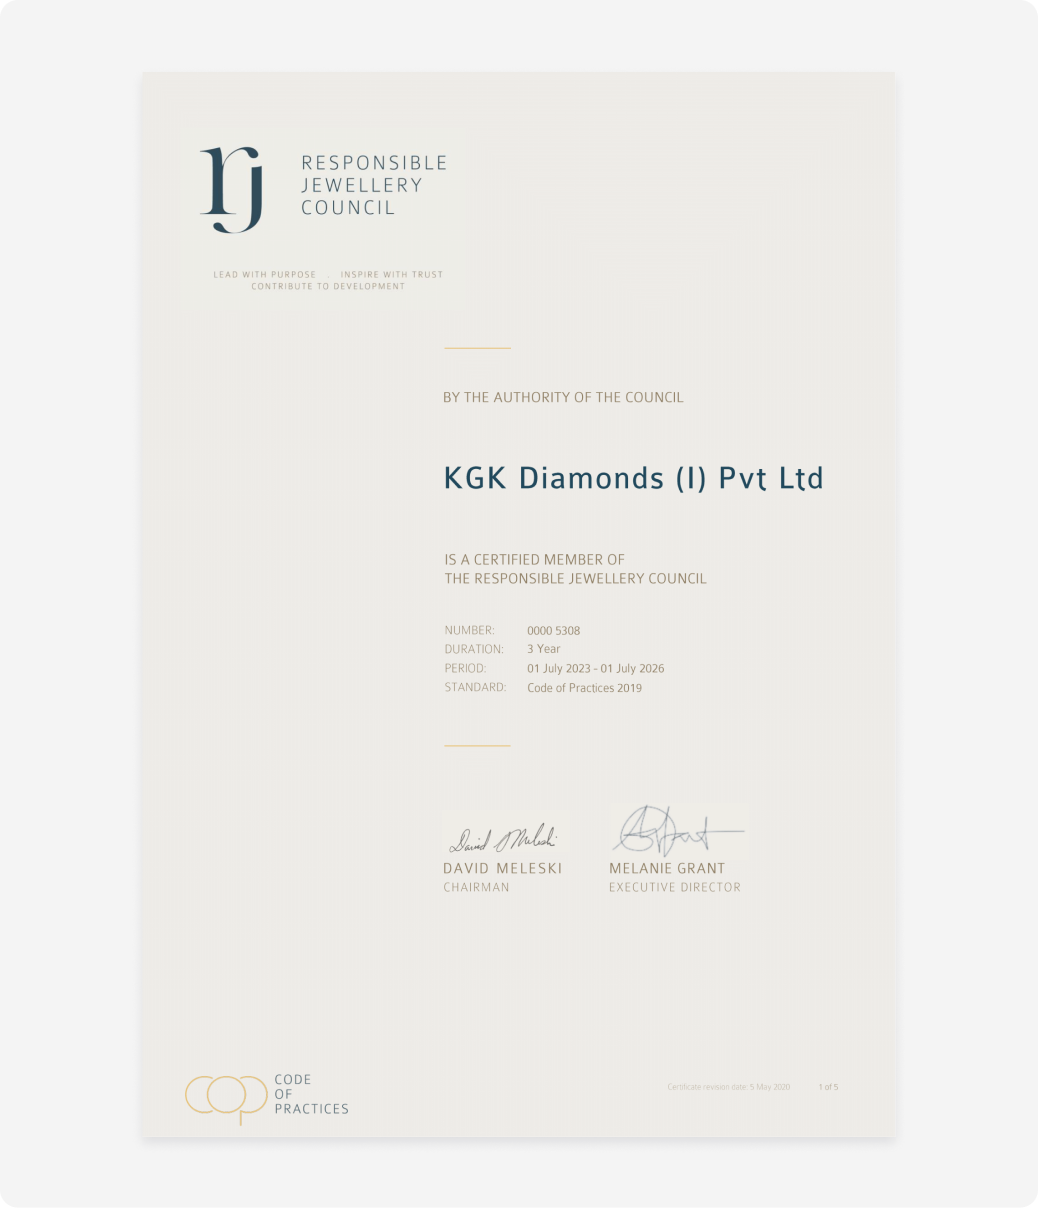 rj
RESPONSIBLE
JEWELLERY
COUNCIL
LEAD WITH PURPOSE . INSPIRE WITH TRUST
CONTRIBUTE TO DEVELOPMENT
BY THE AUTHORITY OF THE COUNCIL
KGK Diamonds (I) Pvt Ltd
IS A CERTIFIED MEMBER OF
THE RESPONSIBLE JEWELLERY COUNCIL
NUMBER: 0000 5308
DURATION: 3 Year
PERIOD: 01 July 2023 - 01 July 2026
STANDARD: Code of Practices 2019
David J Meleski
DAVID MELESKI
CHAIRMAN
MELANIE GRANT
EXECUTIVE DIRECTOR
cop
CODE
OF
PRACTICES
Certificate revision date: 5 May 2020 1 of 5